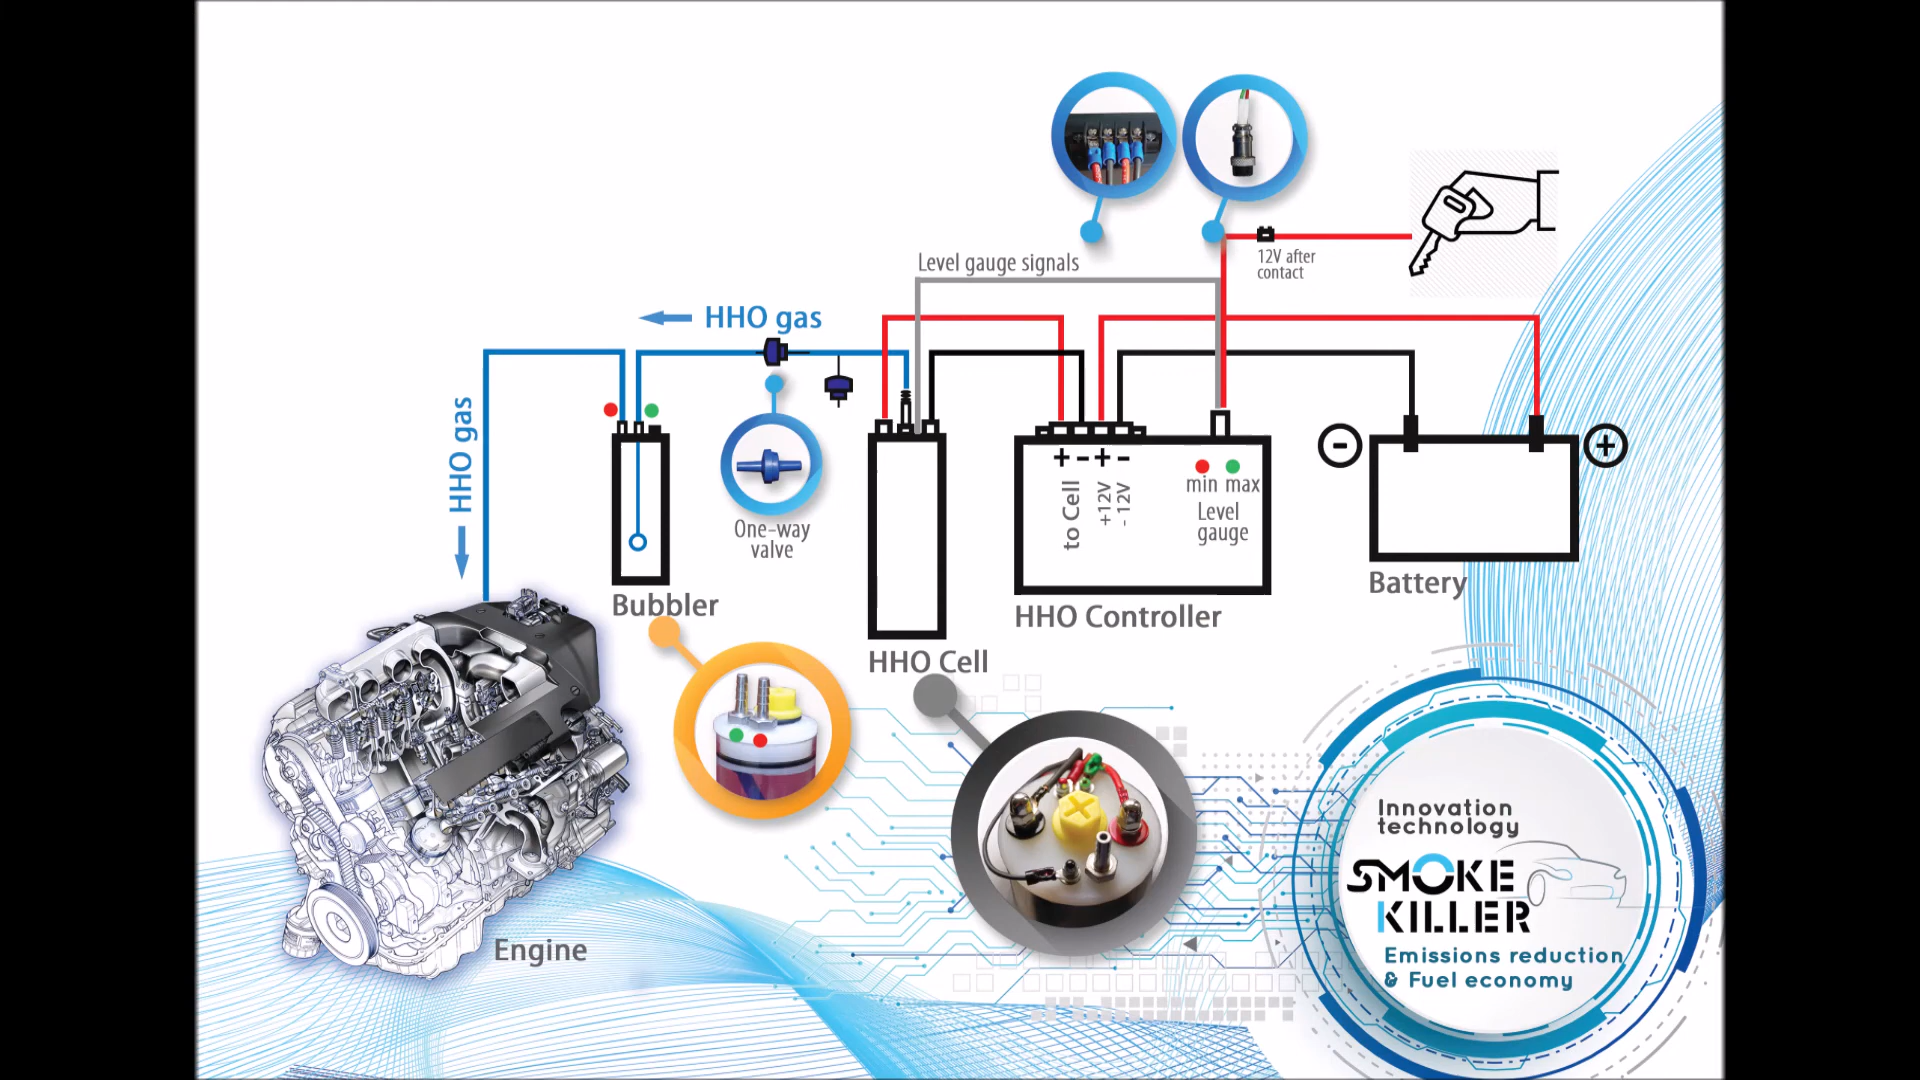 12V after
contact
Level gauge signals
HHO gas
HHO gas
+ - + -
to Cell
+12V
-12V
min max
Level
gauge
-
+
One-way
valve
Battery
Bubbler
HHO Controller
HHO Cell
Engine
Innovation
technology
SMOKE
KILLER
Emissions reduction
& Fuel economy